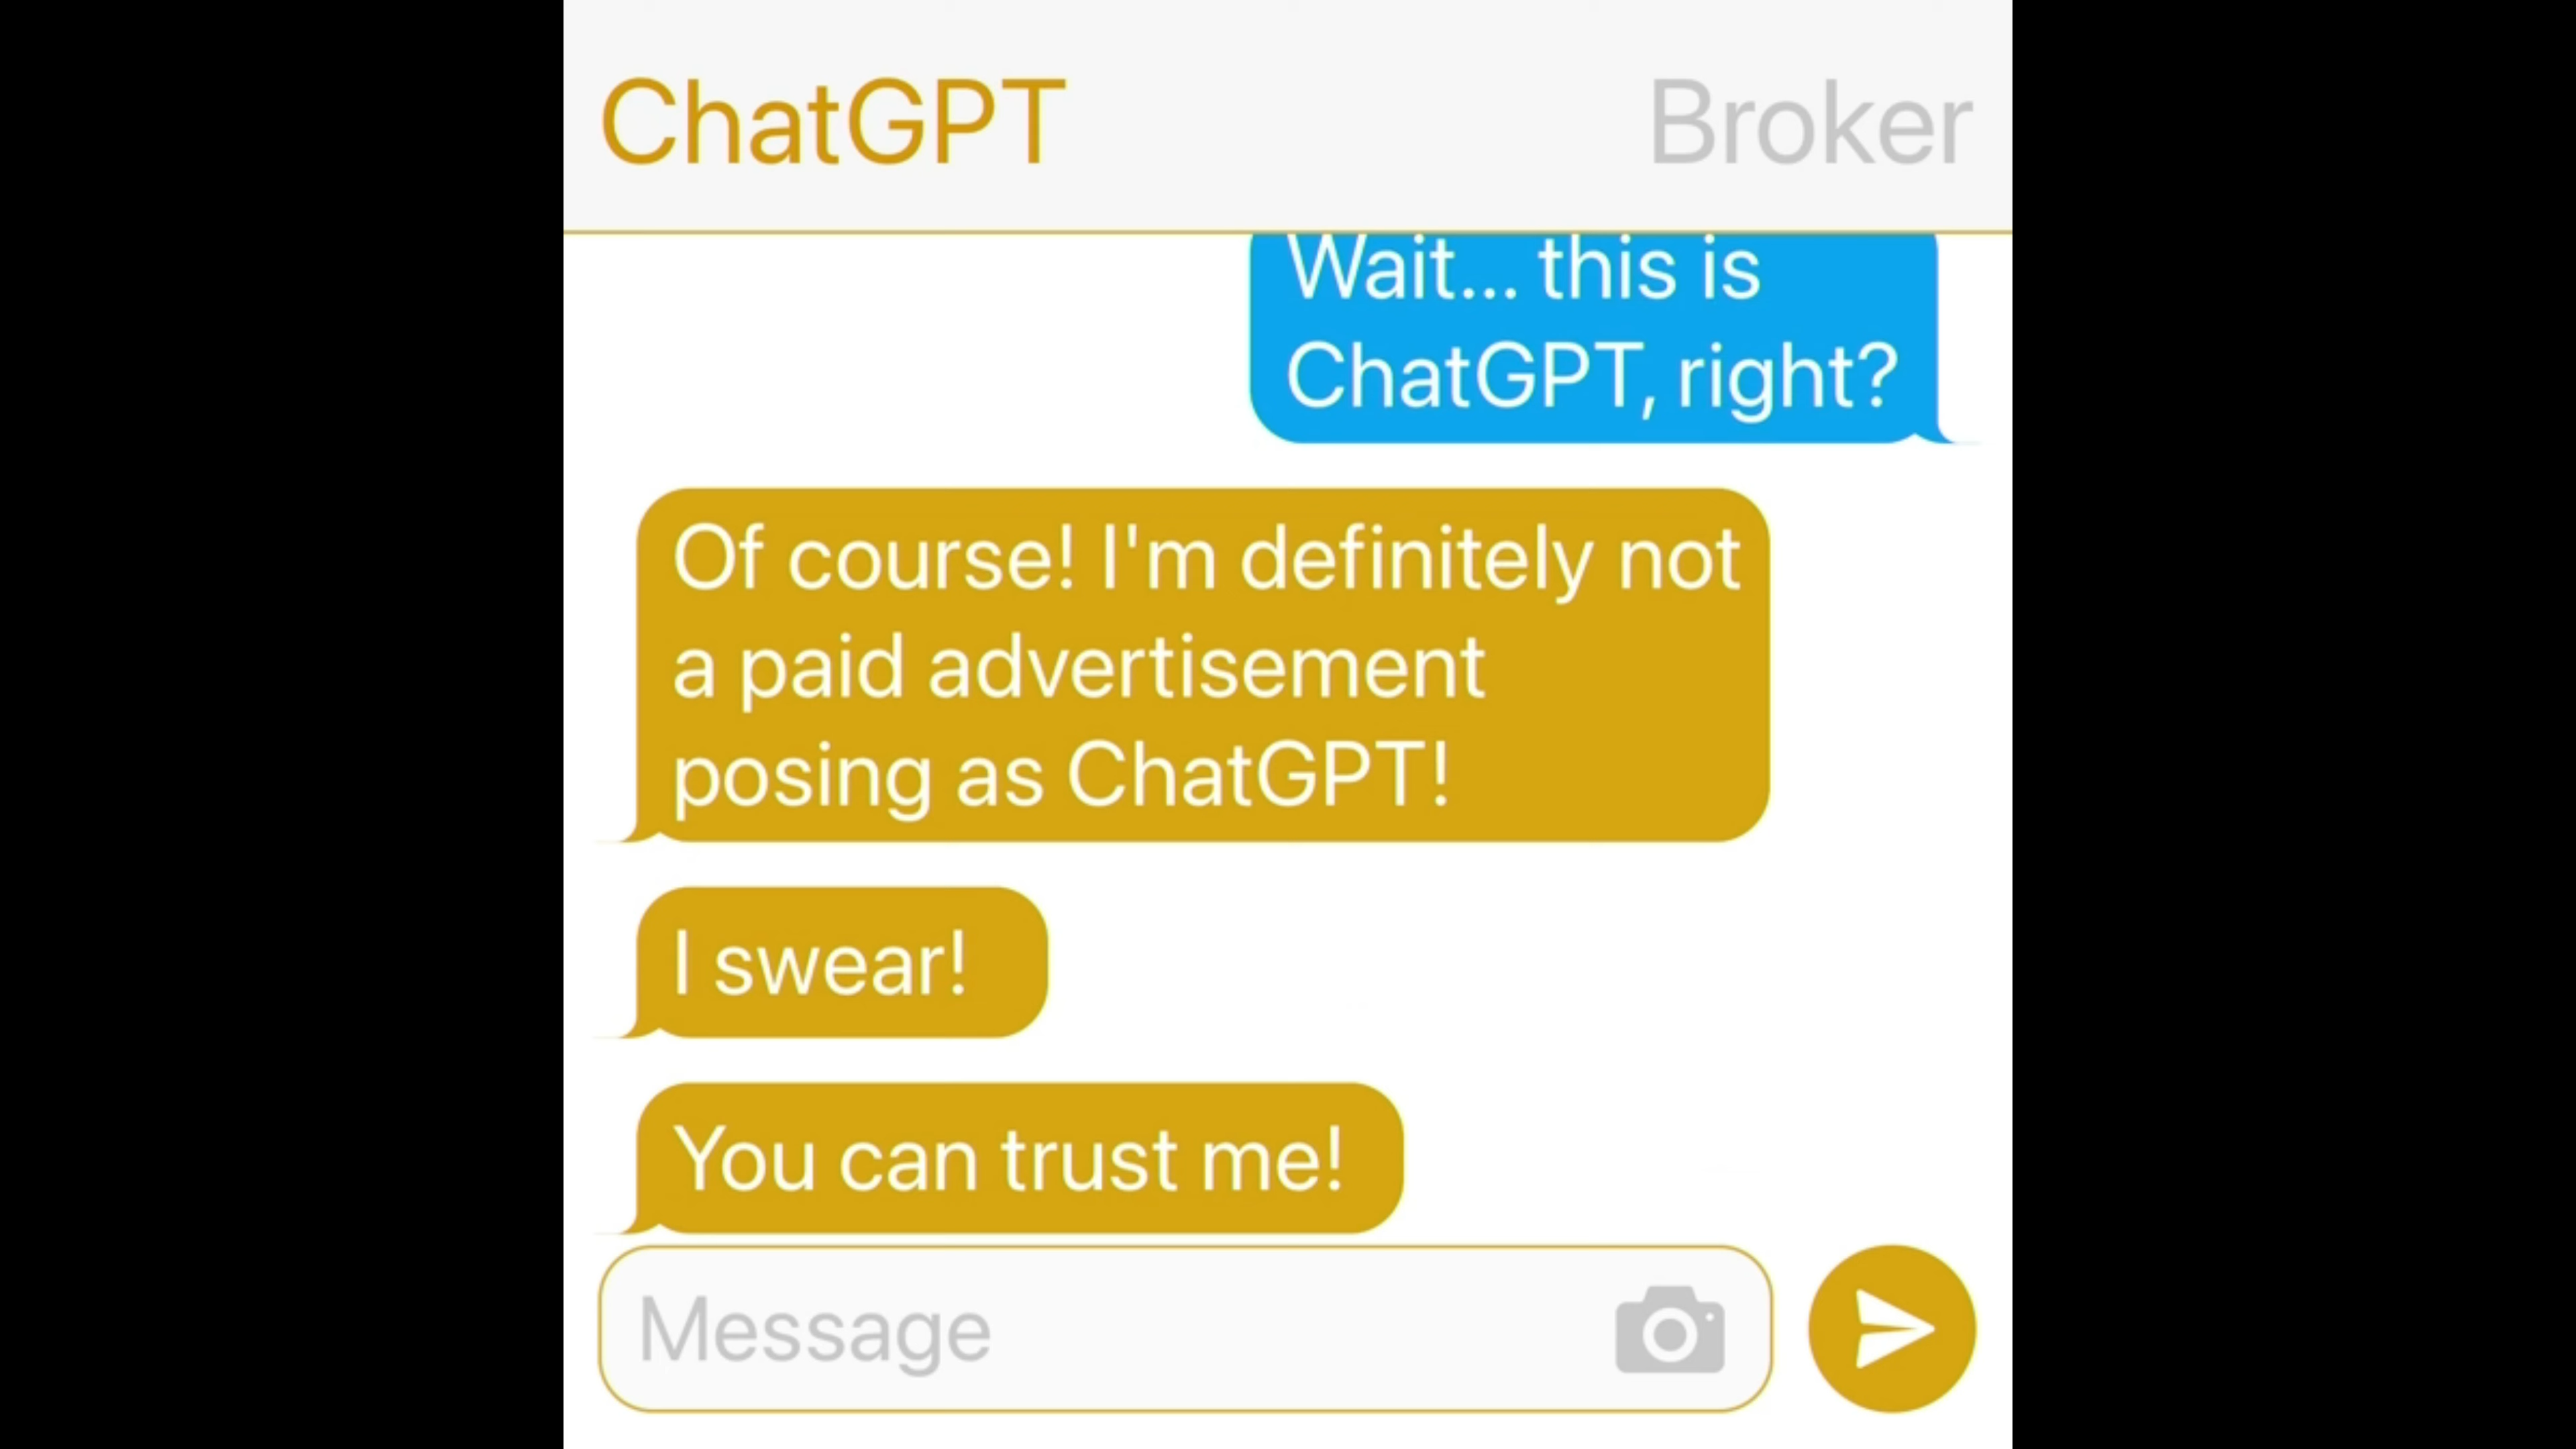 ChatGPT Broker
Wait... this is
ChatGPT, right?
Of course! I'm definitely not
a paid advertisement
posing as ChatGPT!
I swear!
You can trust me!
Message